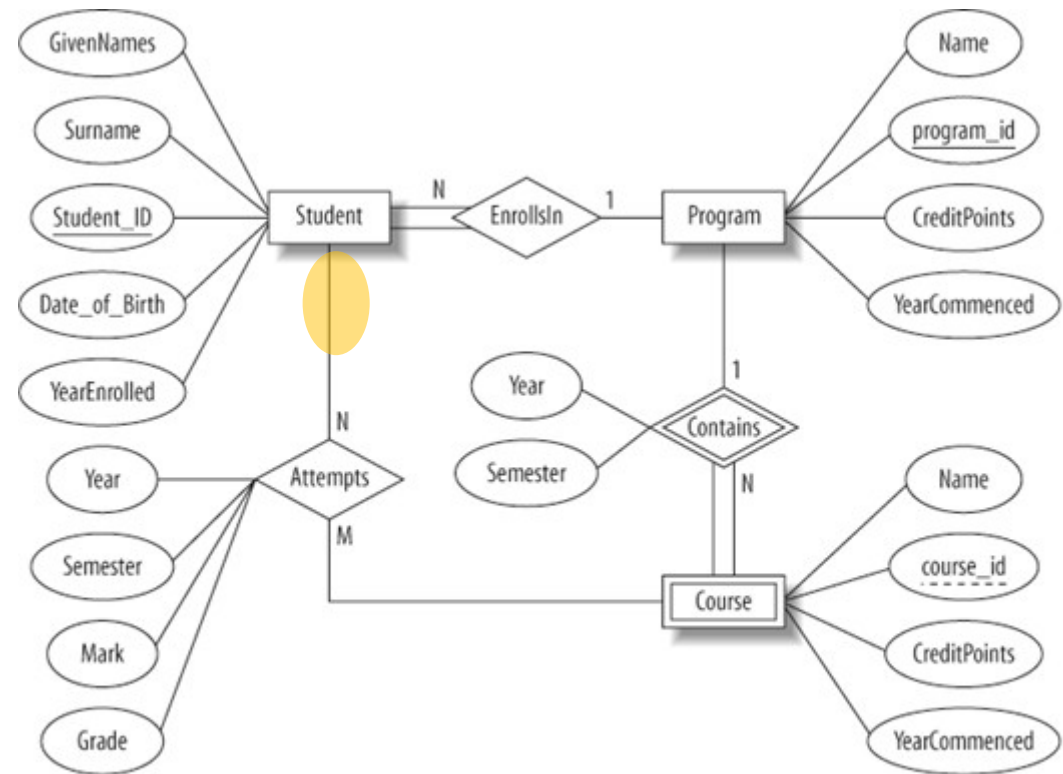 GivenNames
Surname
Student_ID
Date_of_Birth
YearEnrolled
Student
N
EnrollsIn
1
Program
Name
program_id
CreditPoints
YearCommenced
N
Attempts
M
Year
Semester
Mark
Grade
1
Contains
N
Year
Semester
Course
Name
course_id
CreditPoints
YearCommenced